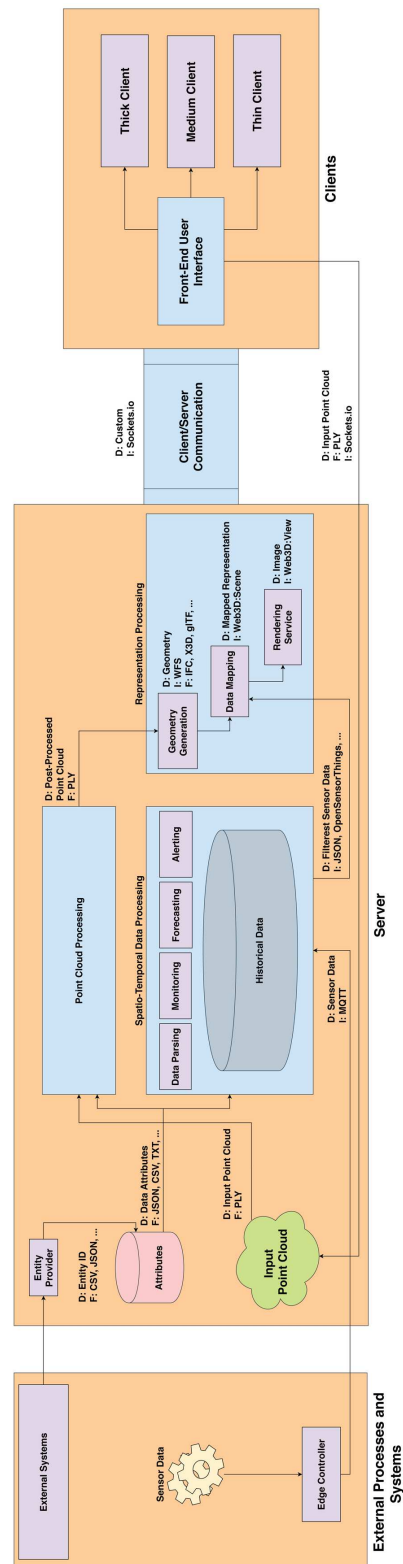 External Systems
Sensor Data
Edge Controller
External Processes and
Systems
Entity
Provider
D: Entity ID
F: CSV, JSON, ...
Attributes
D: Data Attributes
F: JSON, CSV, TXT, ...
Input
Point Cloud
D: Input Point Cloud
F: PLY
Point Cloud Processing
D: Post-Processed
Point Cloud
F: PLY
Spatio-Temporal Data Processing
Data Parsing
Monitoring
Forecasting
Alerting
Historical Data
D: Sensor Data
I: MQTT
D: Filterest Sensor Data
I: JSON, OpenSensorThings, ...
Representation Processing
Geometry
Generation
D: Geometry
I: WFS
F: IFC, X3D, glTF, ...
Data Mapping
D: Mapped Representation
I: Web3D:Scene
Rendering
Service
D: Image
I: Web3D:View
Server
D: Custom
I: Sockets.io
Client/Server
Communication
D: Input Point Cloud
F: PLY
I: Sockets.io
Front-End User
Interface
Thick Client
Medium Client
Thin Client
Clients